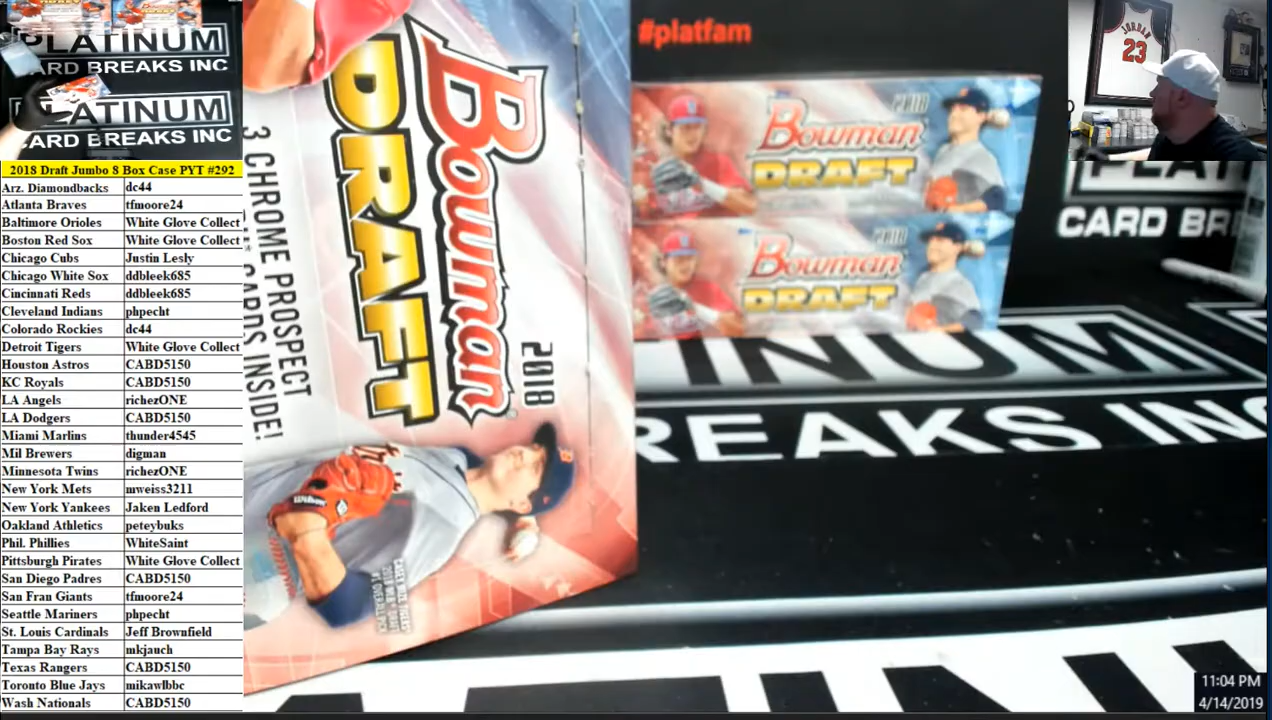 PLATINUM
CARD BREAKS INC
PLATINUM
CARD BREAKS INC
2018 Draft Jumbo 8 Box Case PYT #292
Arz. Diamondbacks dc44
Atlanta Braves tfmoore24
Baltimore Orioles White Glove Collect
Boston Red Sox White Glove Collect
Chicago Cubs Justin Lesly
Chicago White Sox ddbleek685
Cincinnati Reds ddbleek685
Cleveland Indians phpecht
Colorado Rockies dc44
Detroit Tigers White Glove Collect
Houston Astros CABD5150
KC Royals CABD5150
LA Angels richezONE
LA Dodgers CABD5150
Miami Marlins thunder4545
Mil Brewers digman
Minnesota Twins richezONE
New York Mets mweiss3211
New York Yankees Jaken Ledford
Oakland Athletics peteybuks
Phil. Phillies WhiteSaint
Pittsburgh Pirates White Glove Collect
San Diego Padres CABD5150
San Fran Giants tfmoore24
Seattle Mariners phpecht
St. Louis Cardinals Jeff Brownfield
Tampa Bay Rays mkjauch
Texas Rangers CABD5150
Toronto Blue Jays mikawlbbc
Wash Nationals CABD5150
2018
Bowman
DRAFT
3 CHROME PROSPECT
CARDS INSIDE!
#platfam
2018
Bowman
DRAFT
2018
Bowman
DRAFT
JORDAN
23
PLATI
CARD BRE
TINUM
REAKS INC
11:04 PM
4/14/2019